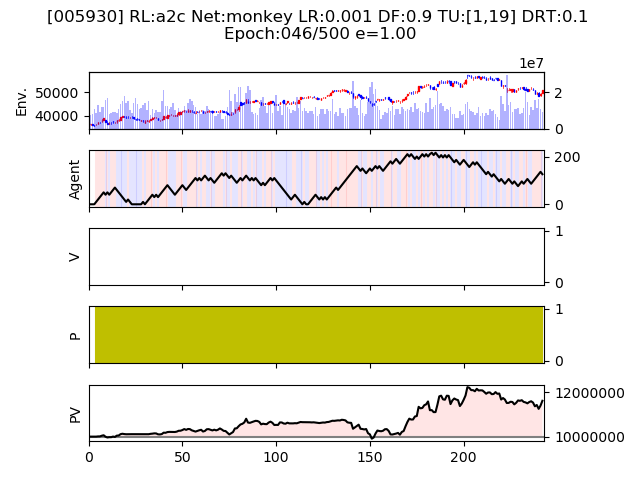 [005930] RL:a2c Net:monkey LR:0.001 DF:0.9 TU:[1,19] DRT:0.1
Epoch:046/500 e=1.00
1e7
Env.
50000
40000
2
0
Agent
200
0
V
1
0
P
1
0
PV
12000000
10000000
0 50 100 150 200